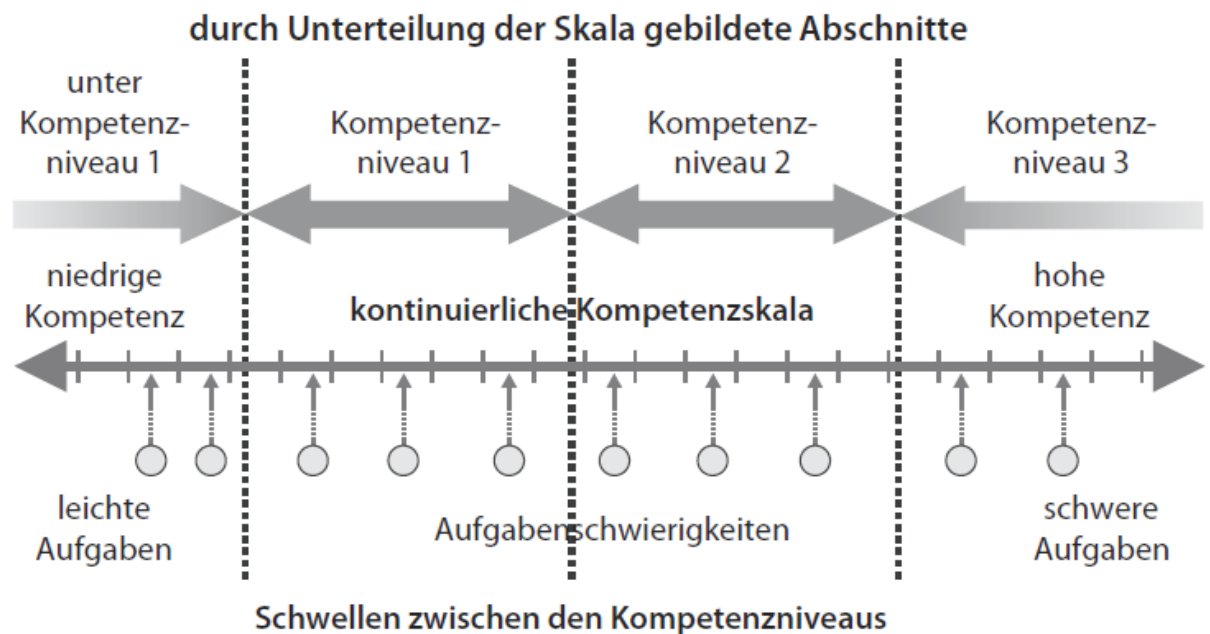 durch Unterteilung der Skala gebildete Abschnitte
unter
Kompetenz-
niveau 1
Kompetenz-
niveau 1
Kompetenz-
niveau 2
Kompetenz-
niveau 3
niedrige
Kompetenz
kontinuierliche Kompetenzskala
hohe
Kompetenz
leichte
Aufgaben
Aufgabenschwierigkeiten
schwere
Aufgaben
Schwellen zwischen den Kompetenzniveaus